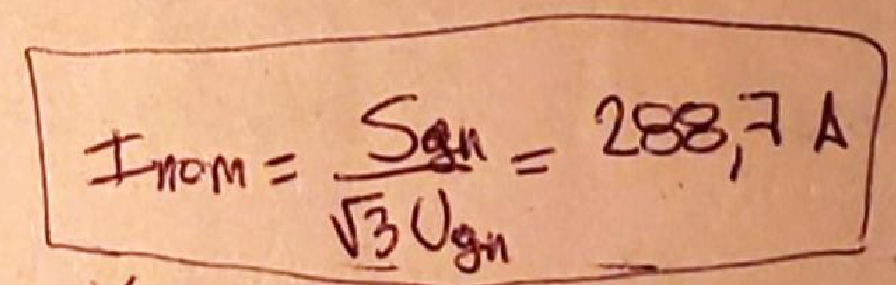 Inom = Sgn / √3 Ugn = 288,7 A